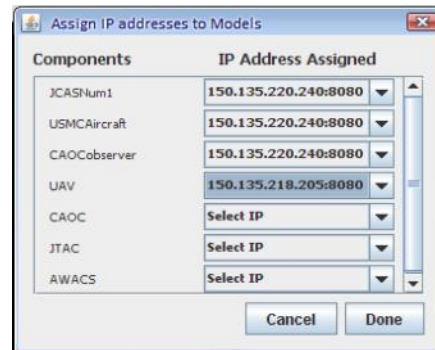 Assign IP addresses to Models
Components IP Address Assigned
JCASNum1 150.135.220.240:8080
USMCAircraft 150.135.220.240:8080
CAOCobserver 150.135.220.240:8080
UAV 150.135.218.205:8080
CAOC Select IP
JTAC Select IP
AWACS Select IP
Cancel Done